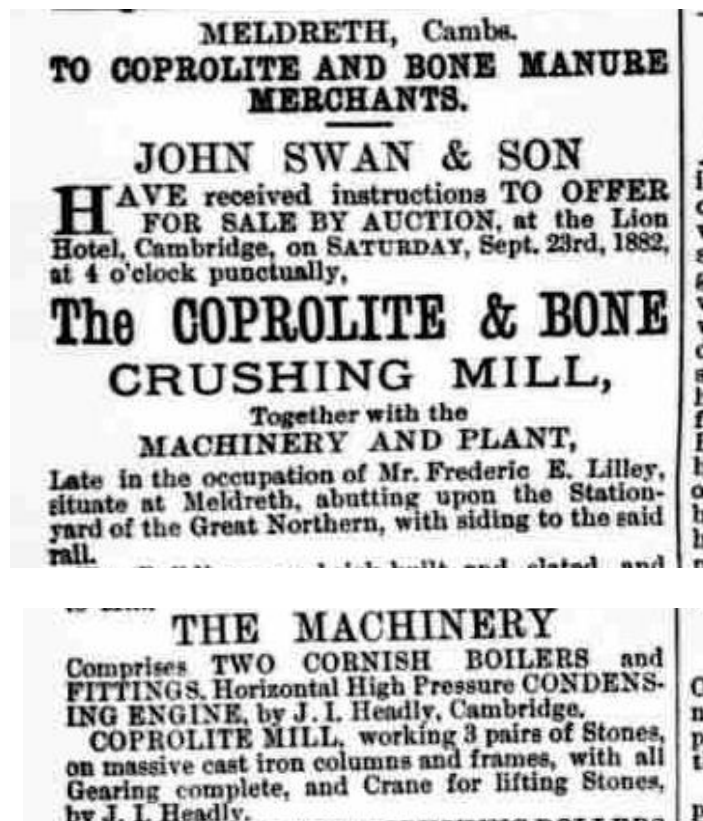 MELDRETH, Cambs.
TO COPROLITE AND BONE MANURE
MERCHANTS.
JOHN SWAN & SON
HAVE received instructions TO OFFER
FOR SALE BY AUCTION, at the Lion
Hotel, Cambridge, on SATURDAY, Sept. 23rd, 1882,
at 4 o'clock punctually,
The COPROLITE & BONE
CRUSHING MILL,
Together with the
MACHINERY AND PLANT,
Late in the occupation of Mr. Frederic E. Lilley,
situate at Meldreth, abutting upon the Station-
yard of the Great Northern, with siding to the said
rail.
built and slated, and
THE MACHINERY
Comprises TWO CORNISH BOILERS and
FITTINGS. Horizontal High Pressure CONDENS-
ING ENGINE, by J. I. Headly, Cambridge.
COPROLITE MILL, working 3 pairs of Stones,
on massive cast iron columns and frames, with all
Gearing complete, and Crane for lifting Stones,
by J. I. Headly.